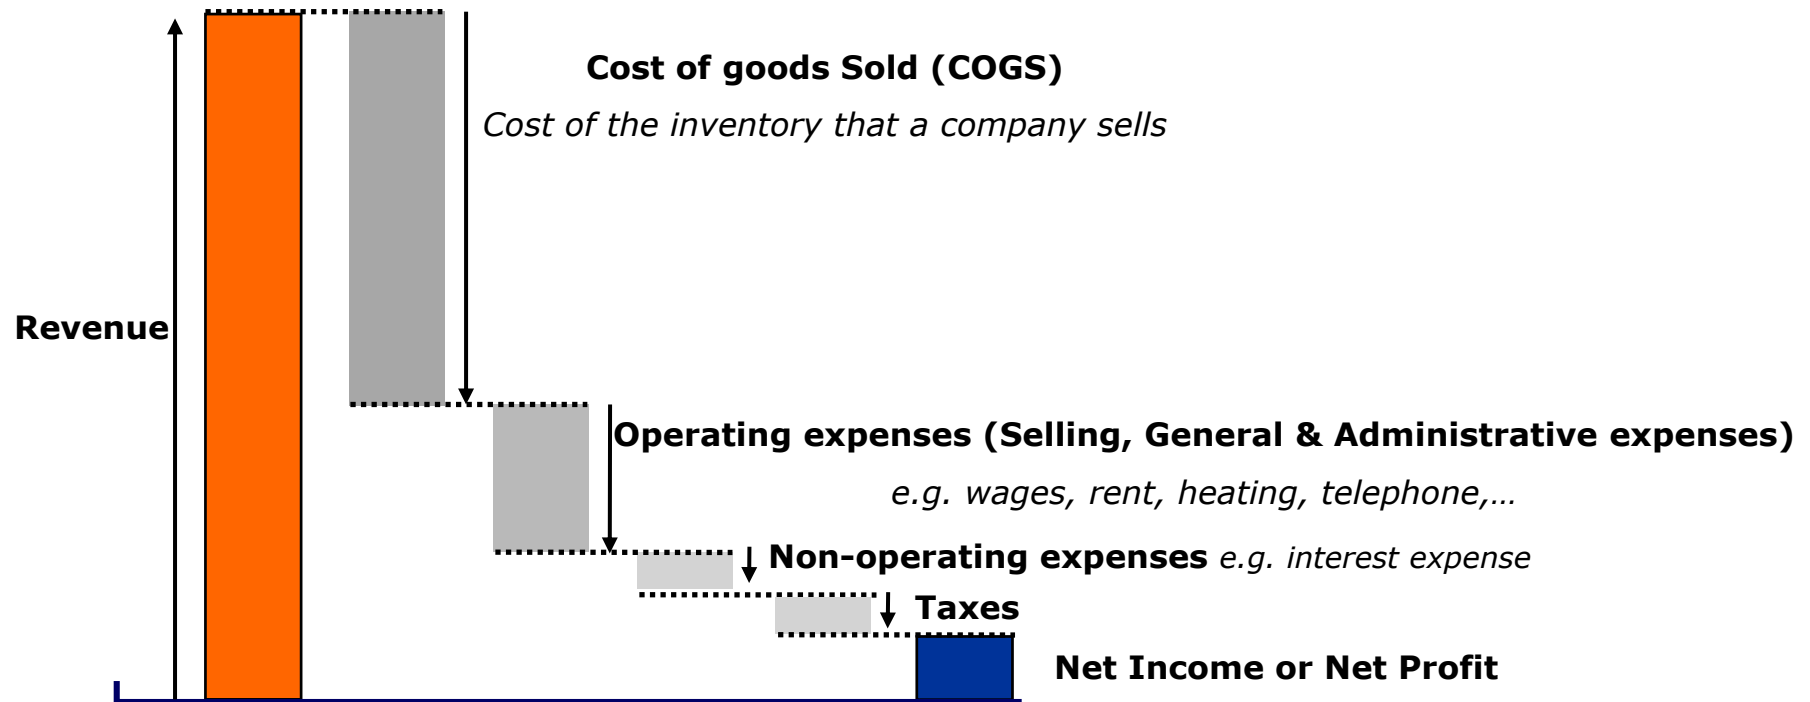 Cost of goods Sold (COGS)
Cost of the inventory that a company sells
Revenue
Operating expenses (Selling, General & Administrative expenses)
e.g. wages, rent, heating, telephone,…
Non-operating expenses e.g. interest expense
Taxes
Net Income or Net Profit